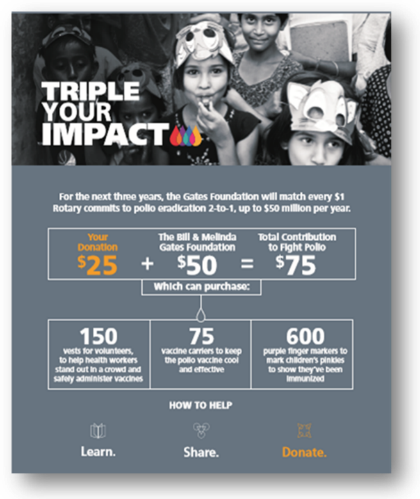 TRIPLE
YOUR
IMPACT
For the next three years, the Gates Foundation will match every $1
Rotary commits to polio eradication 2-to-1, up to $50 million per year.
Your
Donation
$25
+
The Bill & Melinda
Gates Foundation
$50
=
Total Contribution
to Fight Polio
$75
Which can purchase:
150
vests for volunteers,
to help health workers
stand out in a crowd and
safely administer vaccines
75
vaccine carriers to keep
the polio vaccine cool
and effective
600
purple finger markers to
mark children's pinkies
to show they've been
immunized
HOW TO HELP
Learn.
Share.
Donate.